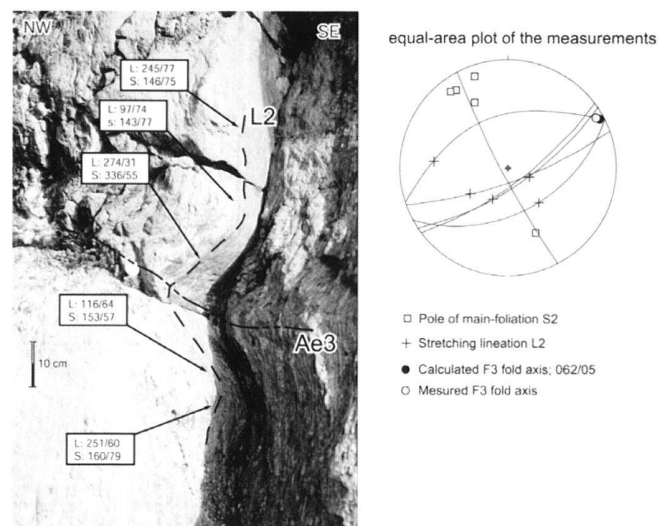 NW
SE
L: 245/77
S: 146/75
L: 97/74
s: 143/77
L2
L: 274/31
S: 336/55
L: 116/64
S: 153/57
Ae3
10 cm
L: 251/60
S: 160/79
equal-area plot of the measurements
Pole of main-foliation S2
Stretching lineation L2
Calculated F3 fold axis; 062/05
Mesured F3 fold axis